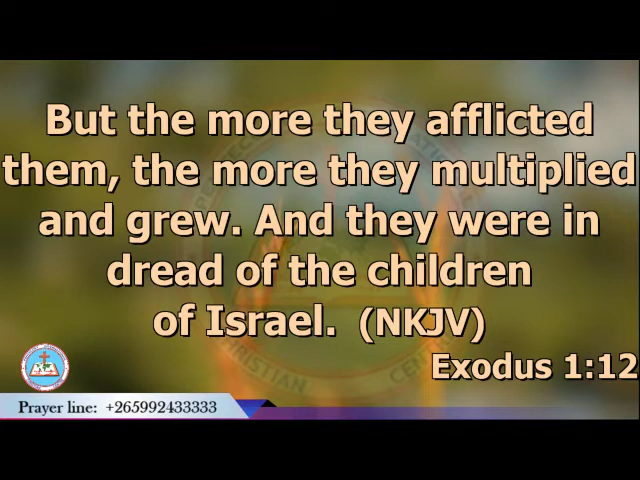 But the more they afflicted
them, the more they multiplied
and grew. And they were in
dread of the children
of Israel. (NKJV)
Exodus 1:12
Prayer line: +265992433333